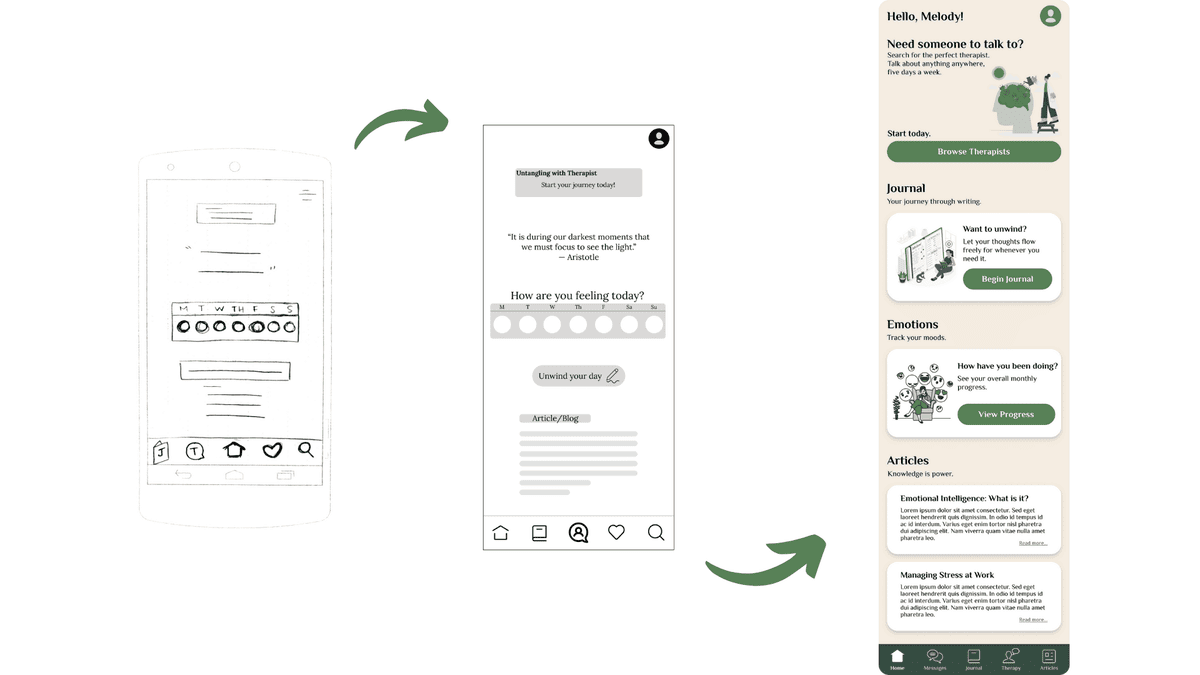 M T W TH F S S
J
T
Untangling with Therapist
Start your journey today!
“It is during our darkest moments that
we must focus to see the light.”
— Aristotle
How are you feeling today?
M T W Th F Sa Su
Unwind your day
Article/Blog
Hello, Melody!
Need someone to talk to?
Search for the perfect therapist.
Talk about anything anywhere,
five days a week.
Start today.
Browse Therapists
Journal
Your journey through writing.
Want to unwind?
Let your thoughts flow
freely for whenever you
need it.
Begin Journal
Emotions
Track your moods.
How have you been doing?
See your overall monthly
progress.
View Progress
Articles
Knowledge is power.
Emotional Intelligence: What is it?
Lorem ipsum dolor sit amet consectetur. Sed eget
laoreet hendrerit quis dignissim. In odio id tempus id
ac id interdum. Varius eget enim tortor nisl pharetra
dui adipiscing elit. Nam viverra quam vitae nulla amet
pharetra leo.
Read more...
Managing Stress at Work
Lorem ipsum dolor sit amet consectetur. Sed eget
laoreet hendrerit quis dignissim. In odio id tempus id
ac id interdum. Varius eget enim tortor nisl pharetra
dui adipiscing elit. Nam viverra quam vitae nulla amet
pharetra leo.
Read more...
Home Messages Journal Therapy Articles